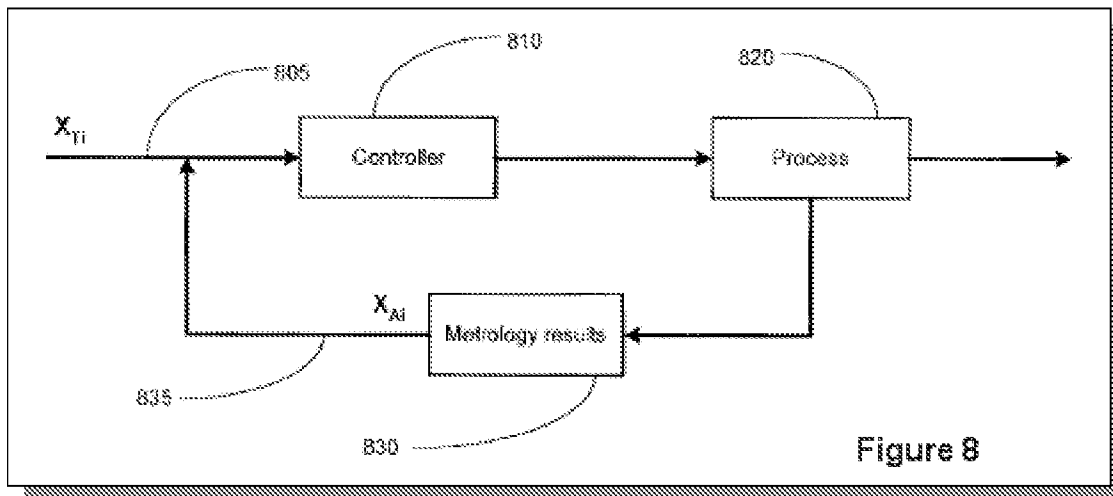 810
805
820
X_Ti
Controller
Process
X_Ai
Metrology results
835
830
Figure 8